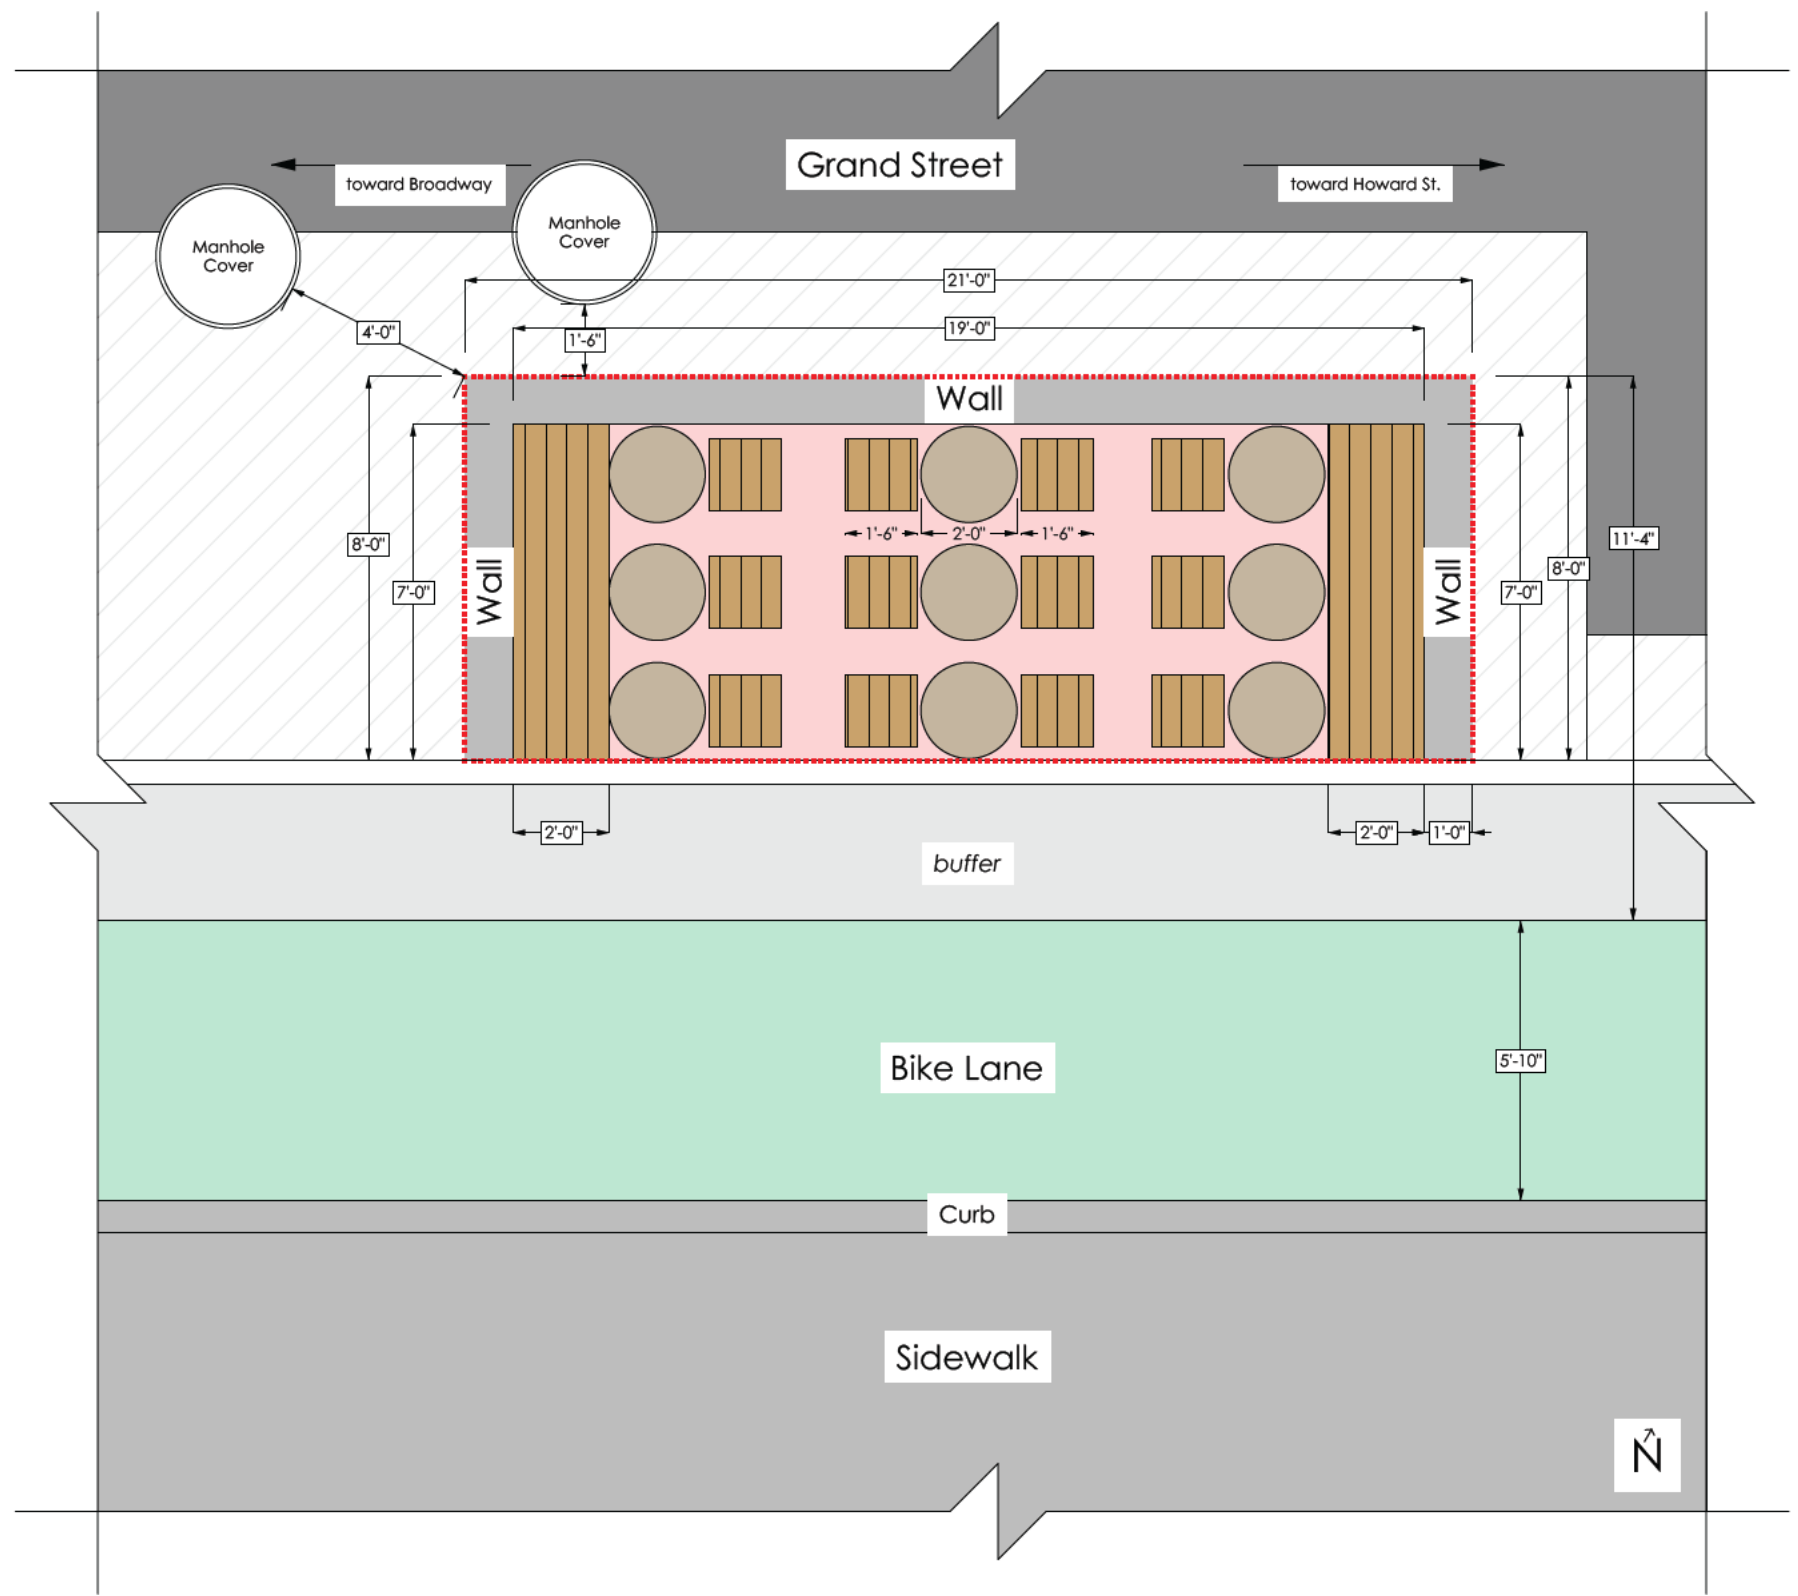 Grand Street
toward Broadway
toward Howard St.
Manhole
Cover
Manhole
Cover
21'-0"
4'-0"
1'-6"
19'-0"
Wall
8'-0"
7'-0"
Wall
1'-6"
2'-0"
1'-6"
Wall
7'-0"
8'-0"
11'-4"
2'-0"
2'-0"
1'-0"
buffer
Bike Lane
5'-10"
Curb
Sidewalk
N